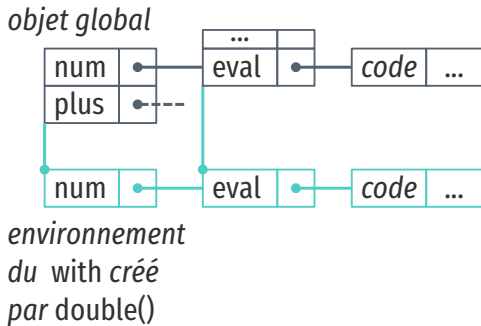 objet global
...
num eval code ...
plus
num eval code ...
environnement
du with créé
par double()